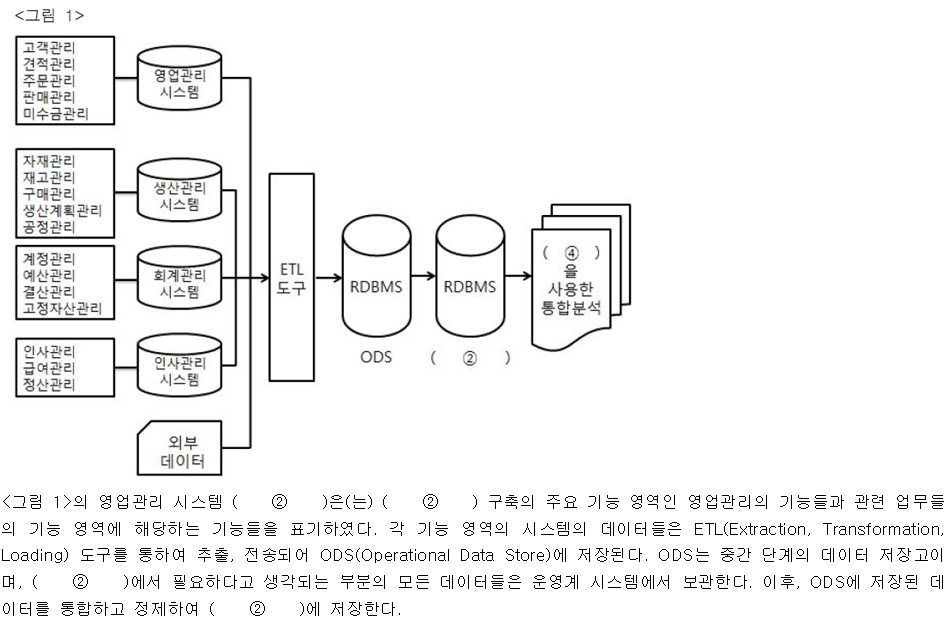 <그림 1>
고객관리
견적관리
주문관리
판매관리
미수금관리
영업관리
시스템
자재관리
재고관리
구매관리
생산계획관리
공정관리
생산관리
시스템
계정관리
예산관리
결산관리
고정자산관리
회계관리
시스템
인사관리
급여관리
정산관리
인사관리
시스템
외부
데이터
ETL
도구
RDBMS
ODS
RDBMS
( ② )
( ④ )
을
사용한
통합분석
<그림 1>의 영업관리 시스템 ( ② )은(는) ( ② ) 구축의 주요 기능 영역인 영업관리의 기능들과 관련 업무들
의 기능 영역에 해당하는 기능들을 표기하였다. 각 기능 영역의 시스템의 데이터들은 ETL(Extraction, Transformation,
Loading) 도구를 통하여 추출, 전송되어 ODS(Operational Data Store)에 저장된다. ODS는 중간 단계의 데이터 저장고이
며, ( ② )에서 필요하다고 생각되는 부분의 모든 데이터들은 운영계 시스템에서 보관한다. 이후, ODS에 저장된 데
이터를 통합하고 정제하여 ( ② )에 저장한다.